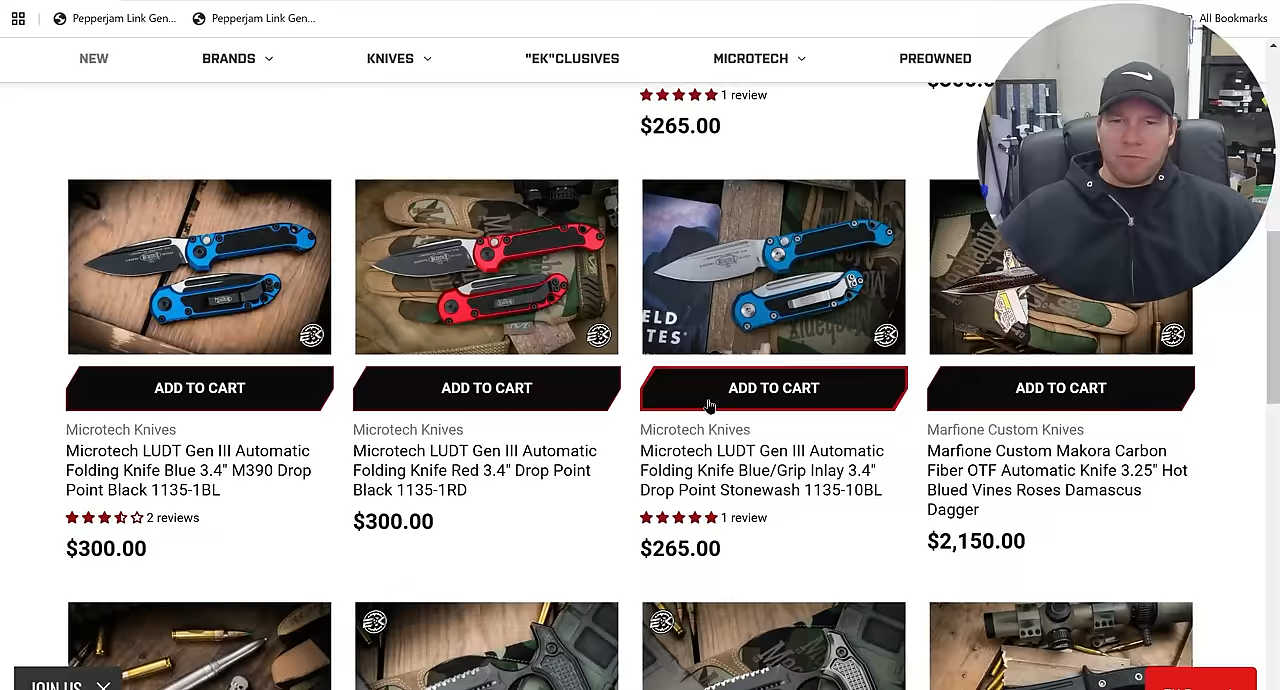 Pepperjam Link Gen...
Pepperjam Link Gen...
All Bookmarks
NEW
BRANDS
KNIVES
"EK"CLUSIVES
MICROTECH
PREOWNED
1 review
$265.00
ELD
TES
ADD TO CART
ADD TO CART
ADD TO CART
ADD TO CART
Microtech Knives
Microtech LUDT Gen III Automatic
Folding Knife Blue 3.4" M390 Drop
Point Black 1135-1BL
2 reviews
$300.00
Microtech Knives
Microtech LUDT Gen III Automatic
Folding Knife Red 3.4" Drop Point
Black 1135-1RD
$300.00
Microtech Knives
Microtech LUDT Gen III Automatic
Folding Knife Blue/Grip Inlay 3.4"
Drop Point Stonewash 1135-10BL
1 review
$265.00
Marfione Custom Knives
Marfione Custom Makora Carbon
Fiber OTF Automatic Knife 3.25" Hot
Blued Vines Roses Damascus
Dagger
$2,150.00
JOIN US